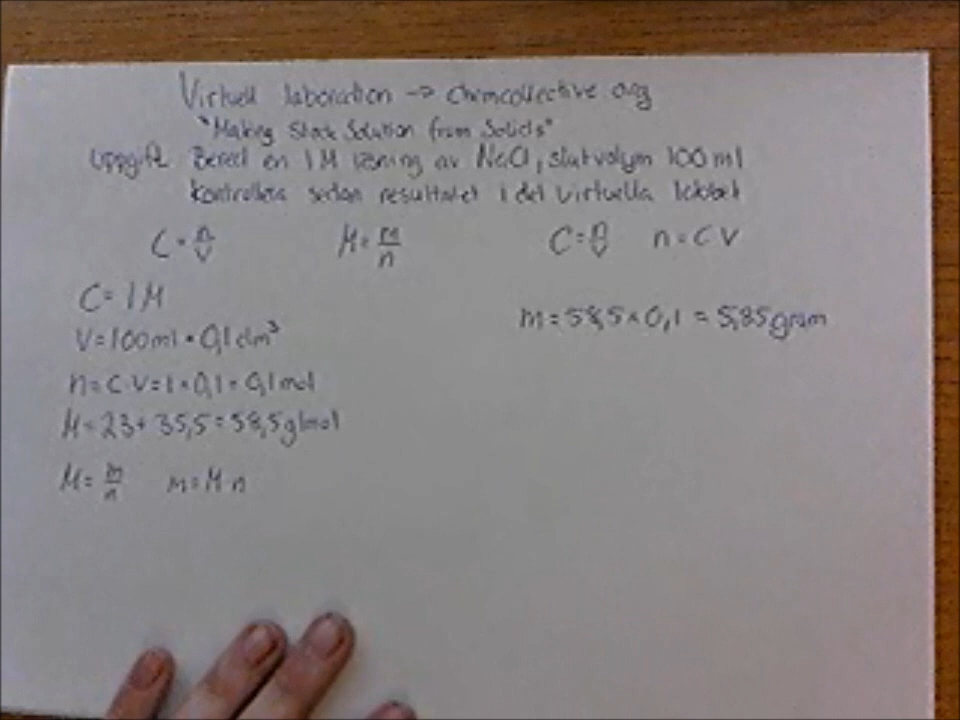 Virtuell laboration -> Chemcollective.org
"Making Stock Solution from Solids"
Uppgift Bered en 1M lösning av NaCl, slutvolym 100 ml
Kontrollera sedan resultatet i det virtuella labbet
C = n/V M = m/n C = n/V n = C V
C = 1 M
m = 58,5 × 0,1 = 5,85 gram
V = 100 ml = 0,1 dm³
n = C · V = 1 × 0,1 = 0,1 mol
M = 23 + 35,5 = 58,5 g/mol
M = m/n m = M · n